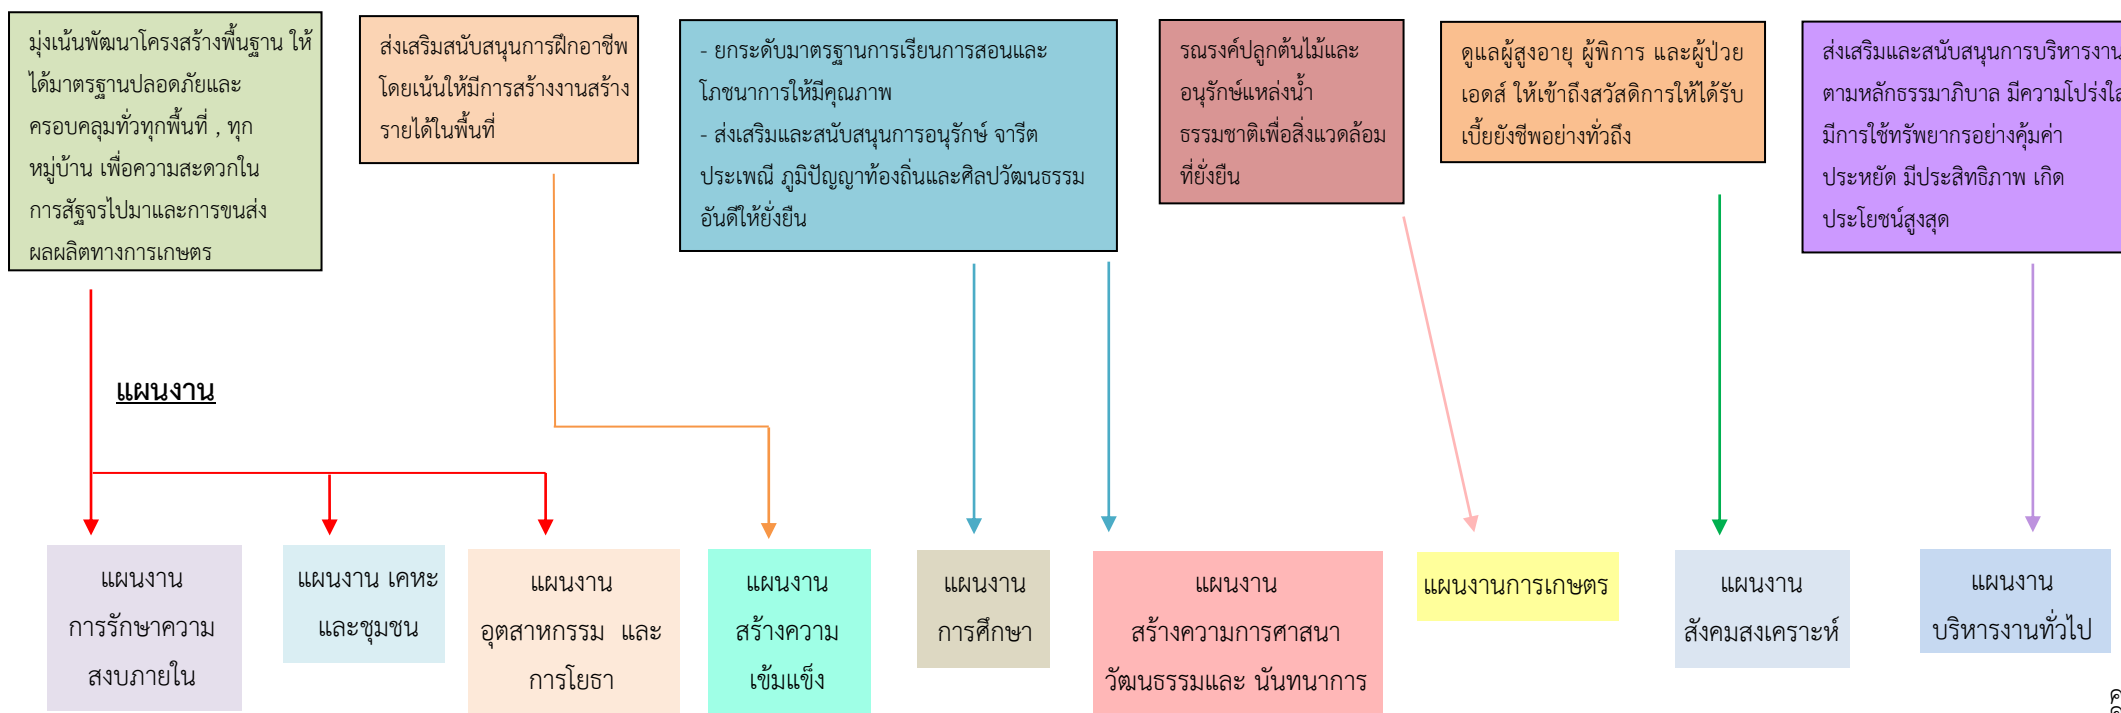 มุ่งเน้นพัฒนาโครงสร้างพื้นฐาน ให้
ได้มาตรฐานปลอดภัยและ
ครอบคลุมทั่วทุกพื้นที่ , ทุก
หมู่บ้าน เพื่อความสะดวกใน
การสัฐจรไปมาและการขนส่ง
ผลผลิตทางการเกษตร
ส่งเสริมสนับสนุนการฝึกอาชีพ
โดยเน้นให้มีการสร้างงานสร้าง
รายได้ในพื้นที่
- ยกระดับมาตรฐานการเรียนการสอนและ
โภชนาการให้มีคุณภาพ
- ส่งเสริมและสนับสนุนการอนุรักษ์ จารีต
ประเพณี ภูมิปัญญาท้องถิ่นและศิลปวัฒนธรรม
อันดีให้ยั่งยืน
รณรงค์ปลูกต้นไม้และ
อนุรักษ์แหล่งน้ำ
ธรรมชาติเพื่อสิ่งแวดล้อม
ที่ยั่งยืน
ดูแลผู้สูงอายุ ผู้พิการ และผู้ป่วย
เอดส์ ให้เข้าถึงสวัสดิการให้ได้รับ
เบี้ยยังชีพอย่างทั่วถึง
ส่งเสริมและสนับสนุนการบริหารงาน
ตามหลักธรรมาภิบาล มีความโปร่งใส
มีการใช้ทรัพยากรอย่างคุ้มค่า
ประหยัด มีประสิทธิภาพ เกิด
ประโยชน์สูงสุด
แผนงาน
แผนงาน
การรักษาความ
สงบภายใน
แผนงาน เคหะ
และชุมชน
แผนงาน
อุตสาหกรรม และ
การโยธา
แผนงาน
สร้างความ
เข้มแข็ง
แผนงาน
การศึกษา
แผนงาน
สร้างความการศาสนา
วัฒนธรรมและ นันทนาการ
แผนงานการเกษตร
แผนงาน
สังคมสงเคราะห์
แผนงาน
บริหารงานทั่วไป